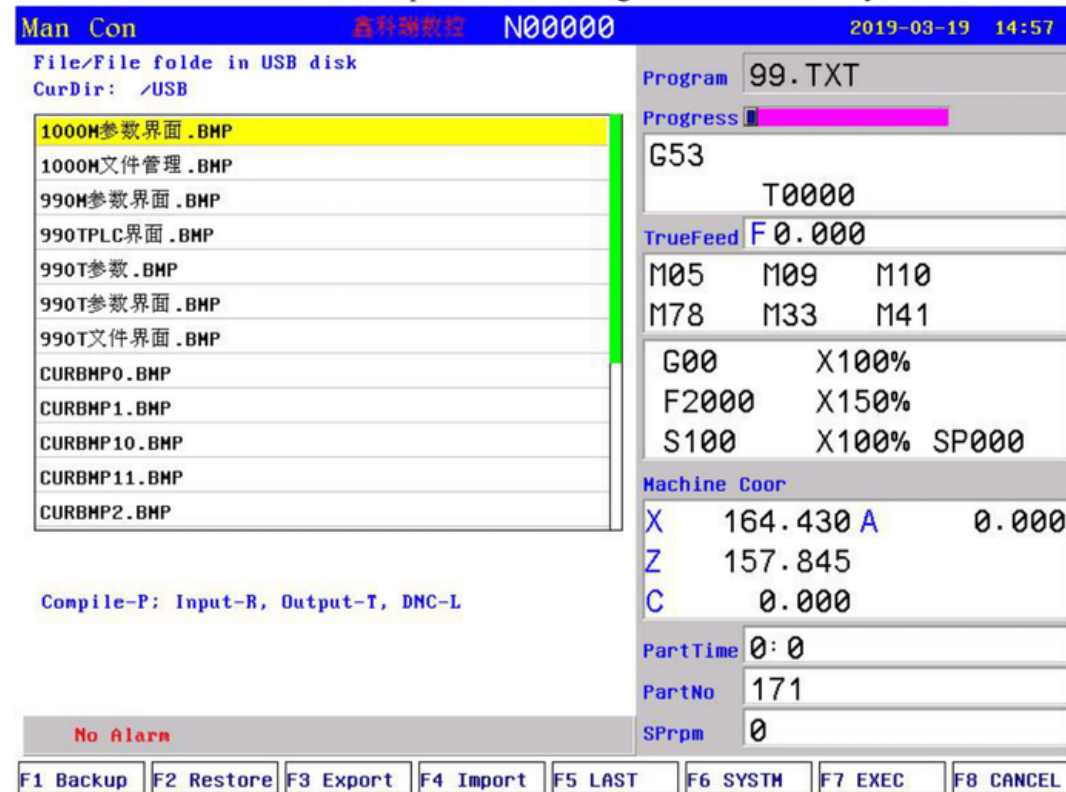 Man Con 鑫科瑞数控 N00000 2019-03-19 14:57
File/File folde in USB disk
CurDir: /USB
1000M参数界面.BMP
1000M文件管理.BMP
990M参数界面.BMP
990TPLC界面.BMP
990T参数.BMP
990T参数界面.BMP
990T文件界面.BMP
CURBMP0.BMP
CURBMP1.BMP
CURBMP10.BMP
CURBMP11.BMP
CURBMP2.BMP
Compile-P; Input-R, Output-T, DNC-L
No Alarm
Program 99.TXT
Progress
G53
T0000
TrueFeed F0.000
M05 M09 M10
M78 M33 M41
G00 X100%
F2000 X150%
S100 X100% SP000
Machine Coor
X 164.430 A 0.000
Z 157.845
C 0.000
PartTime 0:0
PartNo 171
SPrpm 0
F1 Backup F2 Restore F3 Export F4 Import F5 LAST F6 SYSTM F7 EXEC F8 CANCEL